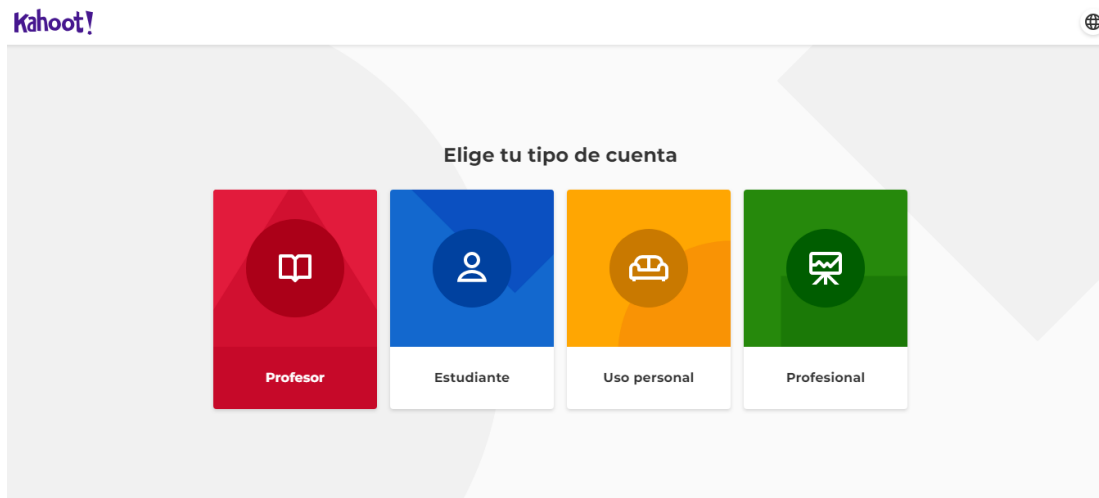 Kahoot!
Elige tu tipo de cuenta
Profesor
Estudiante
Uso personal
Profesional